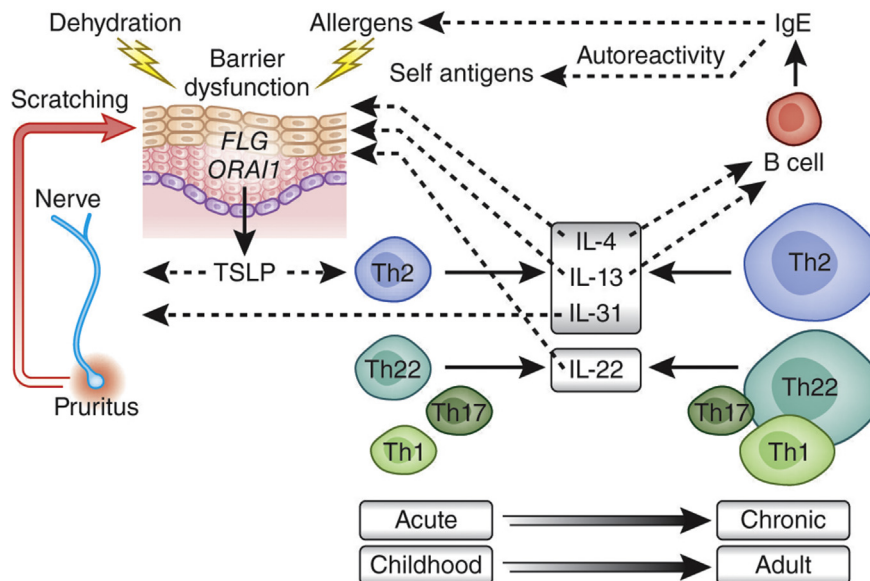 Dehydration
Allergens
IgE
Barrier
dysfunction
Autoreactivity
Self antigens
Scratching
FLG
ORAI1
B cell
Nerve
TSLP
Th2
IL-4
IL-13
IL-31
Th2
Th22
IL-22
Th22
Th17
Th17
Th1
Th1
Pruritus
Acute
Chronic
Childhood
Adult